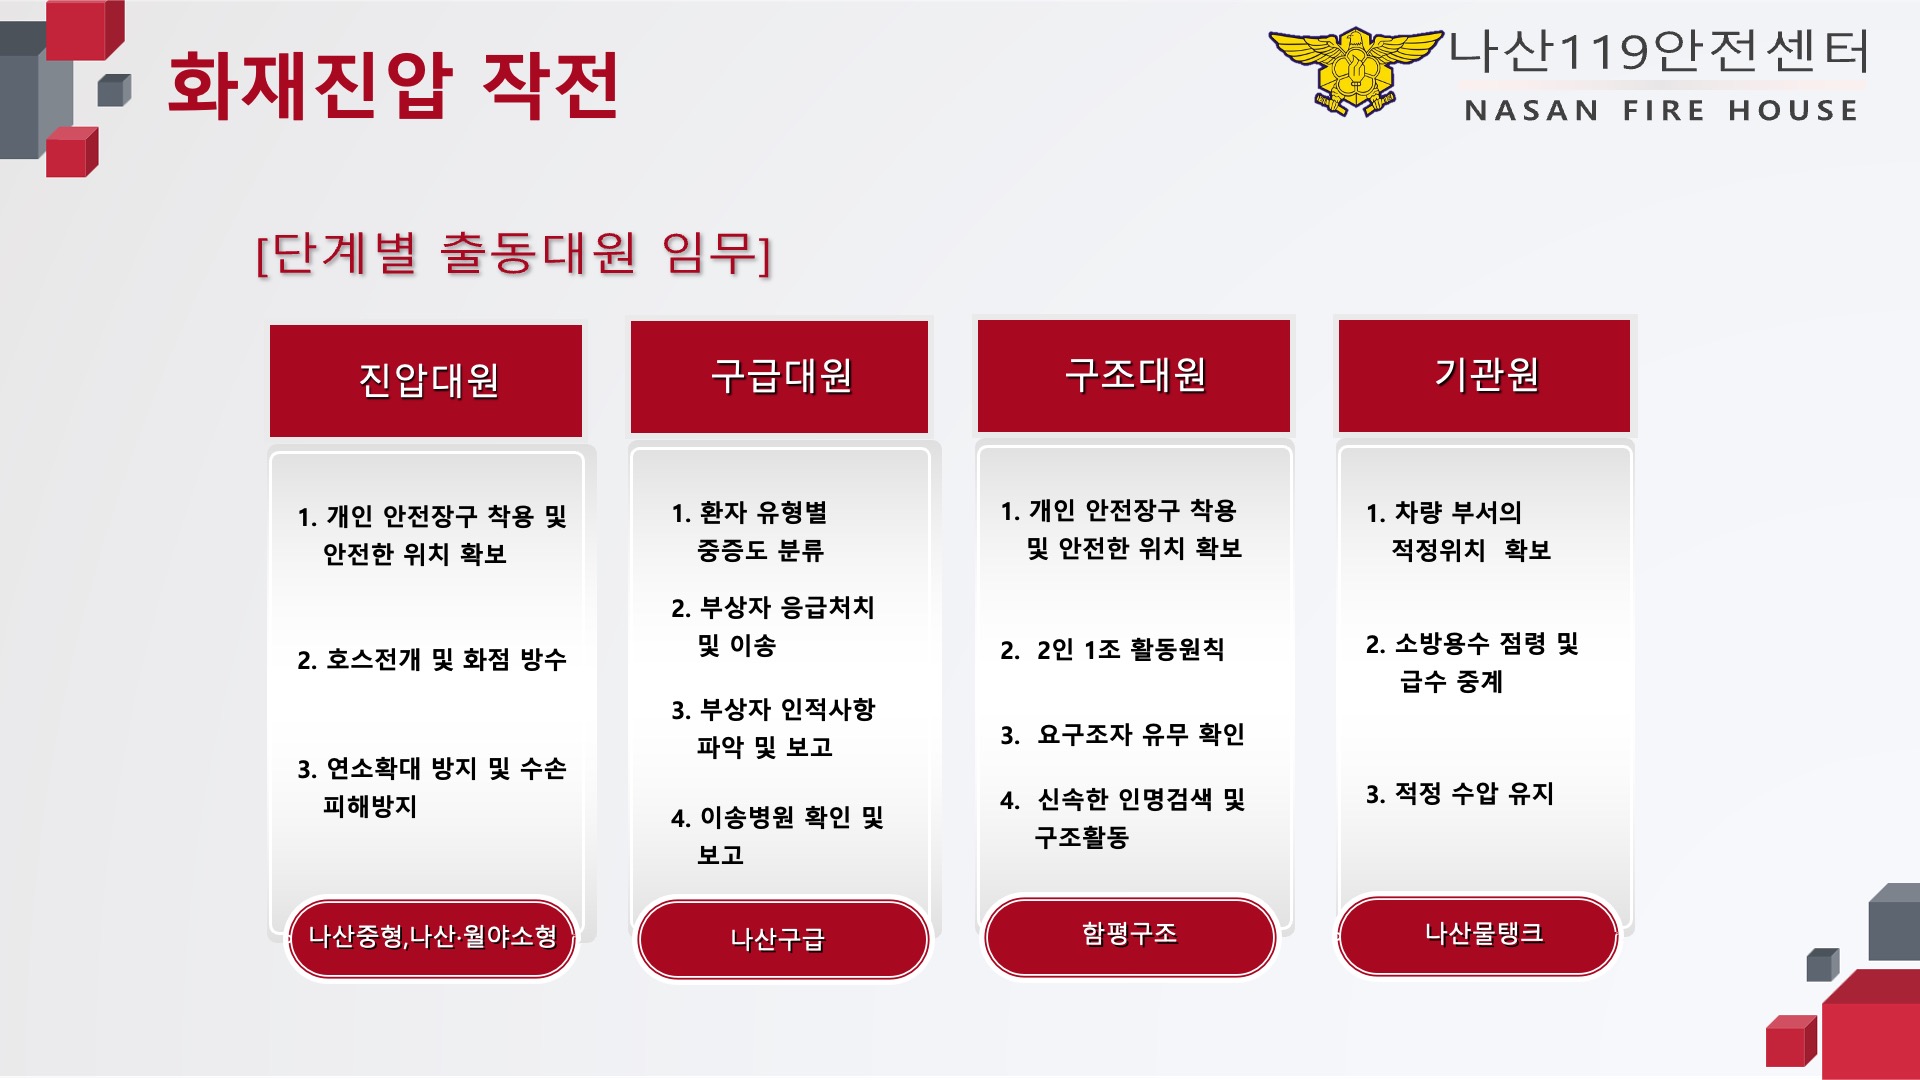 화재진압 작전
나산119안전센터
NASAN FIRE HOUSE
[단계별 출동대원 임무]
진압대원
1. 개인 안전장구 착용 및
안전한 위치 확보
2. 호스전개 및 화점 방수
3. 연소확대 방지 및 수손
피해방지
나산중형,나산·월야소형
구급대원
1. 환자 유형별
중증도 분류
2. 부상자 응급처치
및 이송
3. 부상자 인적사항
파악 및 보고
4. 이송병원 확인 및
보고
나산구급
구조대원
1. 개인 안전장구 착용
및 안전한 위치 확보
2. 2인 1조 활동원칙
3. 요구조자 유무 확인
4. 신속한 인명검색 및
구조활동
함평구조
기관원
1. 차량 부서의
적정위치 확보
2. 소방용수 점령 및
급수 중계
3. 적정 수압 유지
나산물탱크